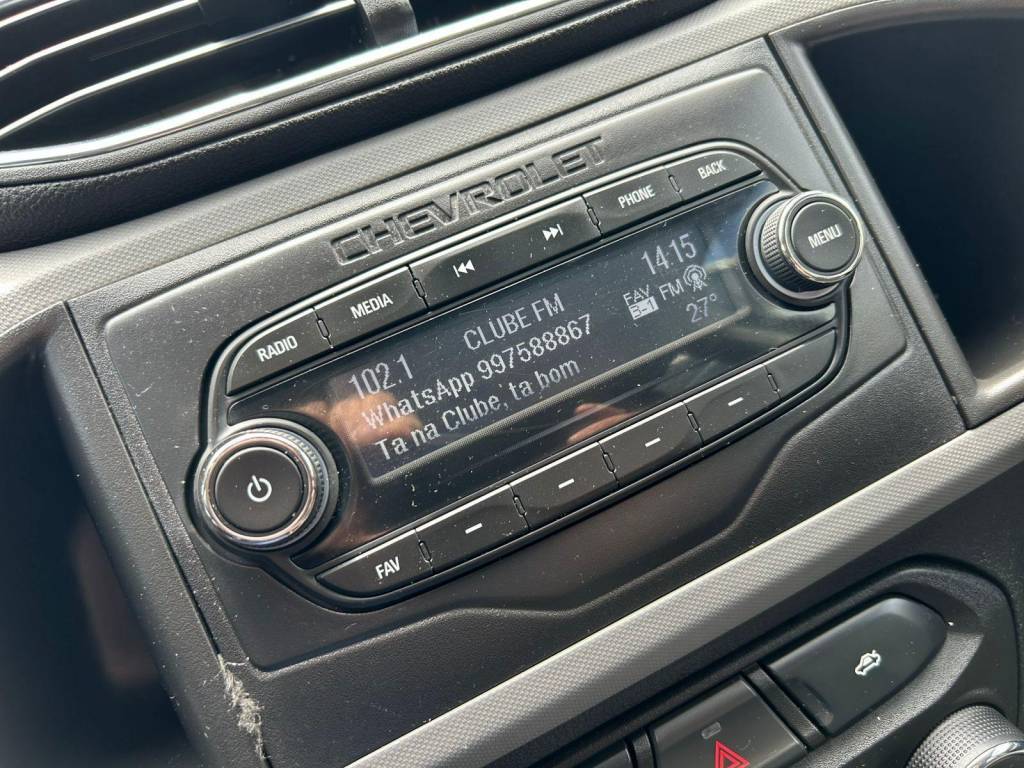 CHEVROLET
RADIO
MEDIA
PHONE
BACK
MENU
14:15
102.1 CLUBE FM
FAV 3-1 FM
WhatsApp 997588867
27°
Ta na Clube, ta bom
FAV